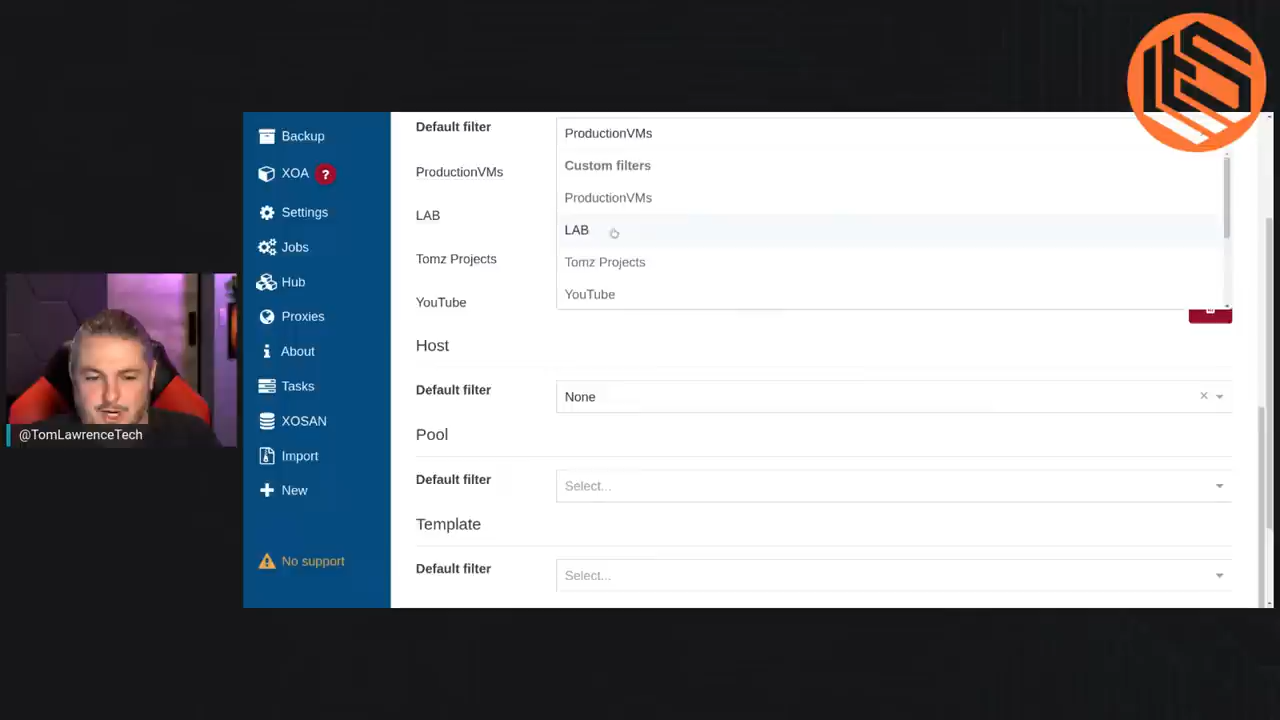 Backup
XOA ?
Settings
Jobs
Hub
Proxies
About
Tasks
XOSAN
Import
New
No support
Default filter
ProductionVMs
Custom filters
ProductionVMs
ProductionVMs
LAB
LAB
Tomz Projects
Tomz Projects
YouTube
YouTube
Host
Default filter
None
Pool
Default filter
Select...
Template
Default filter
Select...
@TomLawrenceTech